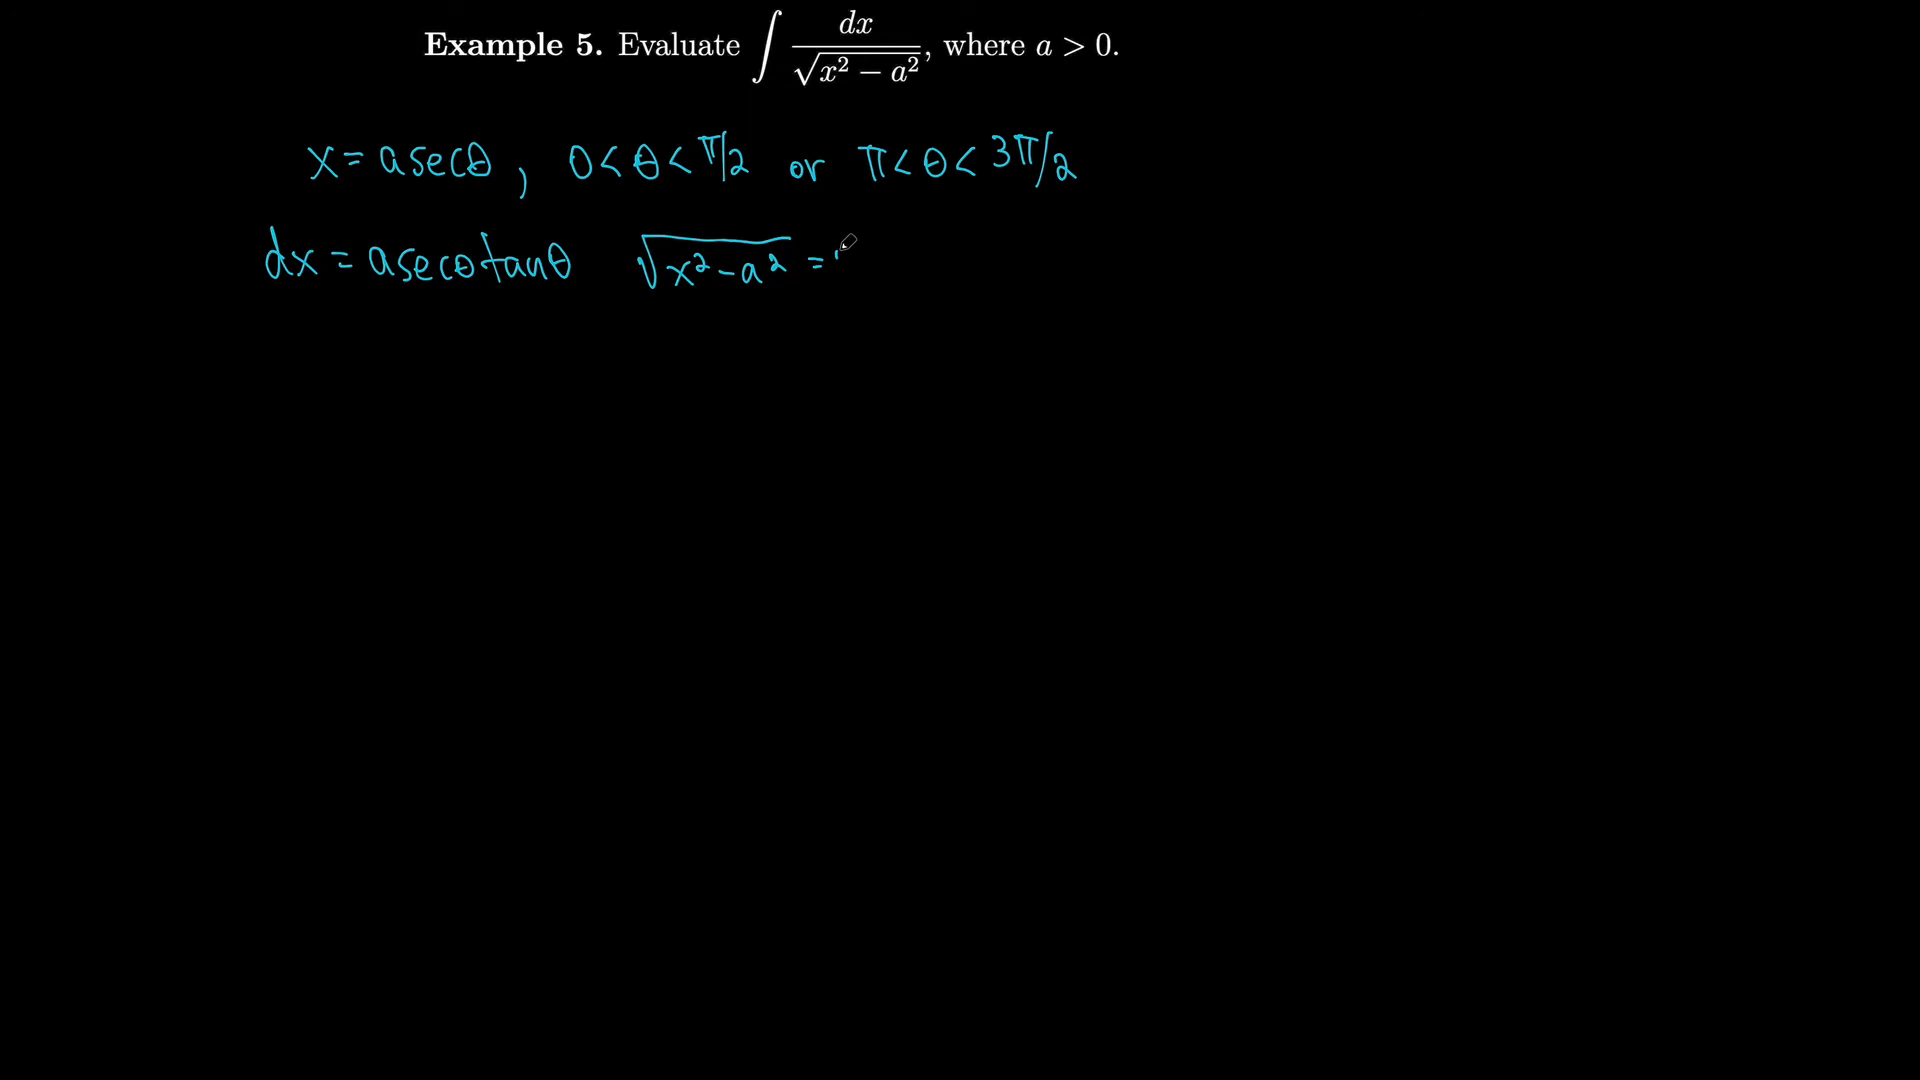 Example 5. Evaluate ∫ dx/√(x² − a²), where a > 0.
x = a secθ , 0 < θ < π/2 or π < θ < 3π/2
dx = a secθ tanθ √(x² − a²) =